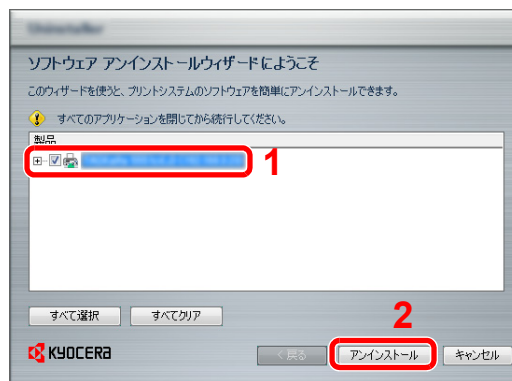 ソフトウェア アンインストールウィザードにようこそ
このウィザードを使うと、プリントシステムのソフトウェアを簡単にアンインストールできます。
すべてのアプリケーションを閉じてから続行してください。
製品
1
すべて選択 すべてクリア
2
KYOCERA
< 戻る アンインストール キャンセル